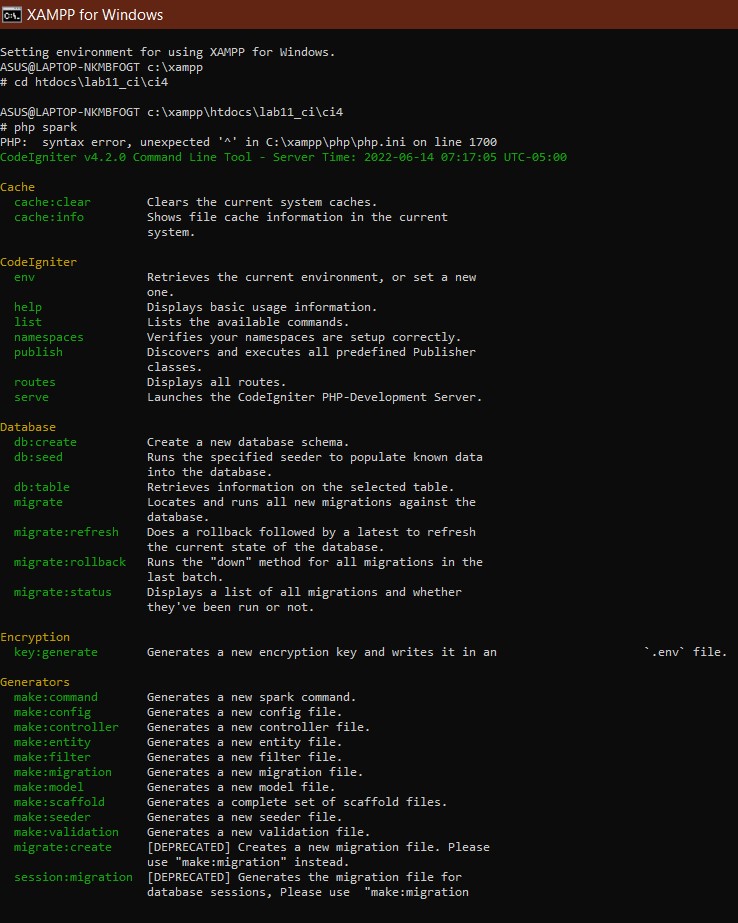 XAMPP for Windows
Setting environment for using XAMPP for Windows.
ASUS@LAPTOP-NKMBFOGT c:\xampp
# cd htdocs\lab11_ci\ci4
ASUS@LAPTOP-NKMBFOGT c:\xampp\htdocs\lab11_ci\ci4
# php spark
PHP:  syntax error, unexpected '^' in C:\xampp\php\php.ini on line 1700
CodeIgniter v4.2.0 Command Line Tool - Server Time: 2022-06-14 07:17:05 UTC-05:00
Cache
cache:clear        Clears the current system caches.
cache:info         Shows file cache information in the current
system.
CodeIgniter
env                Retrieves the current environment, or set a new
one.
help               Displays basic usage information.
list               Lists the available commands.
namespaces         Verifies your namespaces are setup correctly.
publish            Discovers and executes all predefined Publisher
classes.
routes             Displays all routes.
serve              Launches the CodeIgniter PHP-Development Server.
Database
db:create          Create a new database schema.
db:seed            Runs the specified seeder to populate known data
into the database.
db:table           Retrieves information on the selected table.
migrate            Locates and runs all new migrations against the
database.
migrate:refresh    Does a rollback followed by a latest to refresh
the current state of the database.
migrate:rollback   Runs the "down" method for all migrations in the
last batch.
migrate:status     Displays a list of all migrations and whether
they've been run or not.
Encryption
key:generate       Generates a new encryption key and writes it in an                     `.env` file.
Generators
make:command       Generates a new spark command.
make:config        Generates a new config file.
make:controller    Generates a new controller file.
make:entity        Generates a new entity file.
make:filter        Generates a new filter file.
make:migration     Generates a new migration file.
make:model         Generates a new model file.
make:scaffold      Generates a complete set of scaffold files.
make:seeder        Generates a new seeder file.
make:validation    Generates a new validation file.
migrate:create     [DEPRECATED] Creates a new migration file. Please
use "make:migration" instead.
session:migration  [DEPRECATED] Generates the migration file for
database sessions, Please use  "make:migration